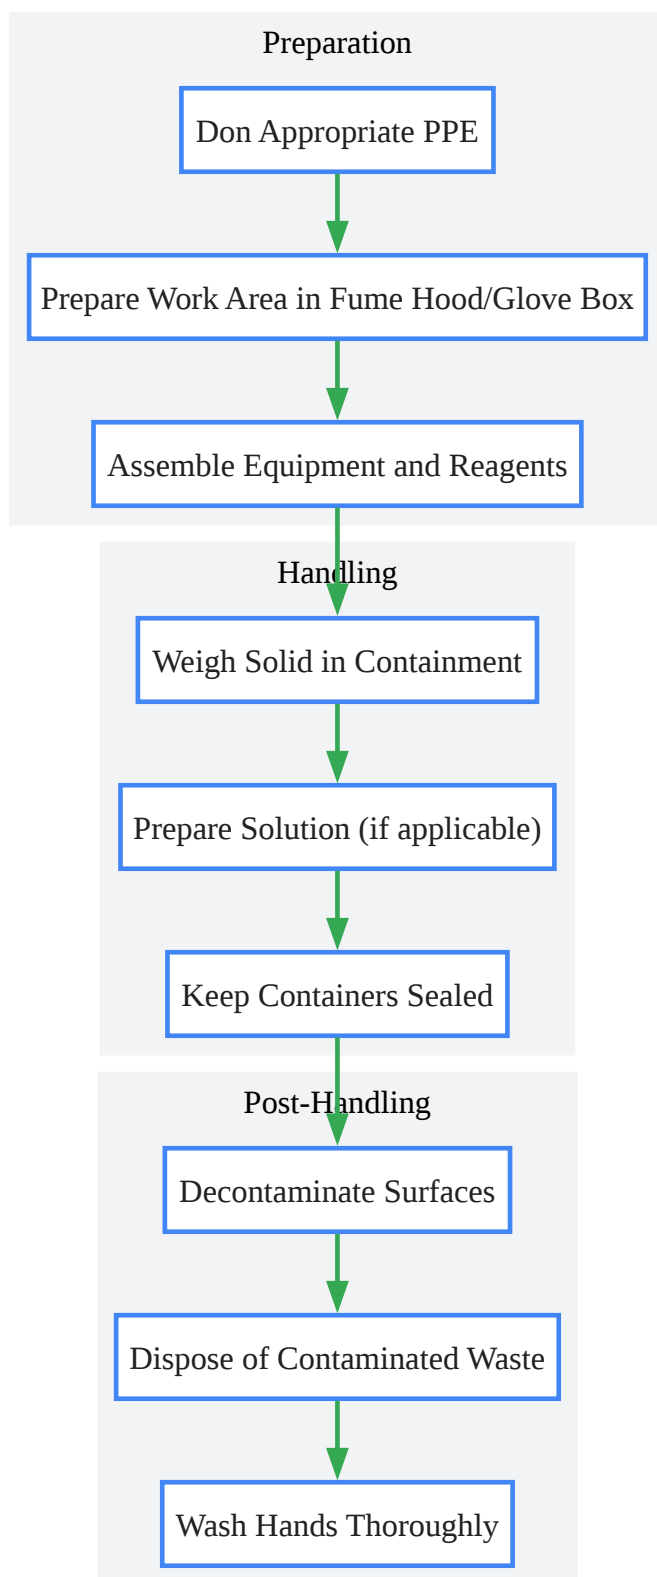 Preparation
Don Appropriate PPE
Prepare Work Area in Fume Hood/Glove Box
Assemble Equipment and Reagents
Handling
Weigh Solid in Containment
Prepare Solution (if applicable)
Keep Containers Sealed
Post-Handling
Decontaminate Surfaces
Dispose of Contaminated Waste
Wash Hands Thoroughly